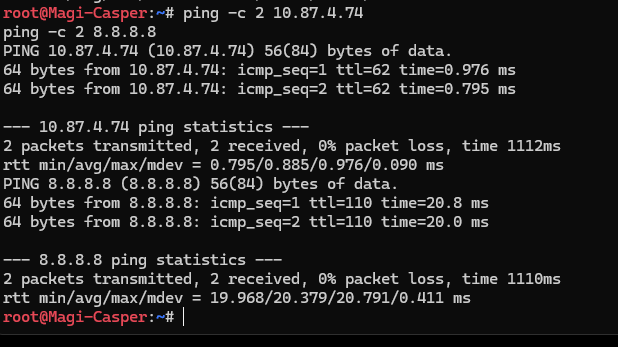 root@Magi-Casper:~# ping -c 2 10.87.4.74
ping -c 2 8.8.8.8
PING 10.87.4.74 (10.87.4.74) 56(84) bytes of data.
64 bytes from 10.87.4.74: icmp_seq=1 ttl=62 time=0.976 ms
64 bytes from 10.87.4.74: icmp_seq=2 ttl=62 time=0.795 ms

--- 10.87.4.74 ping statistics ---
2 packets transmitted, 2 received, 0% packet loss, time 1112ms
rtt min/avg/max/mdev = 0.795/0.885/0.976/0.090 ms
PING 8.8.8.8 (8.8.8.8) 56(84) bytes of data.
64 bytes from 8.8.8.8: icmp_seq=1 ttl=110 time=20.8 ms
64 bytes from 8.8.8.8: icmp_seq=2 ttl=110 time=20.0 ms

--- 8.8.8.8 ping statistics ---
2 packets transmitted, 2 received, 0% packet loss, time 1110ms
rtt min/avg/max/mdev = 19.968/20.379/20.791/0.411 ms
root@Magi-Casper:~#